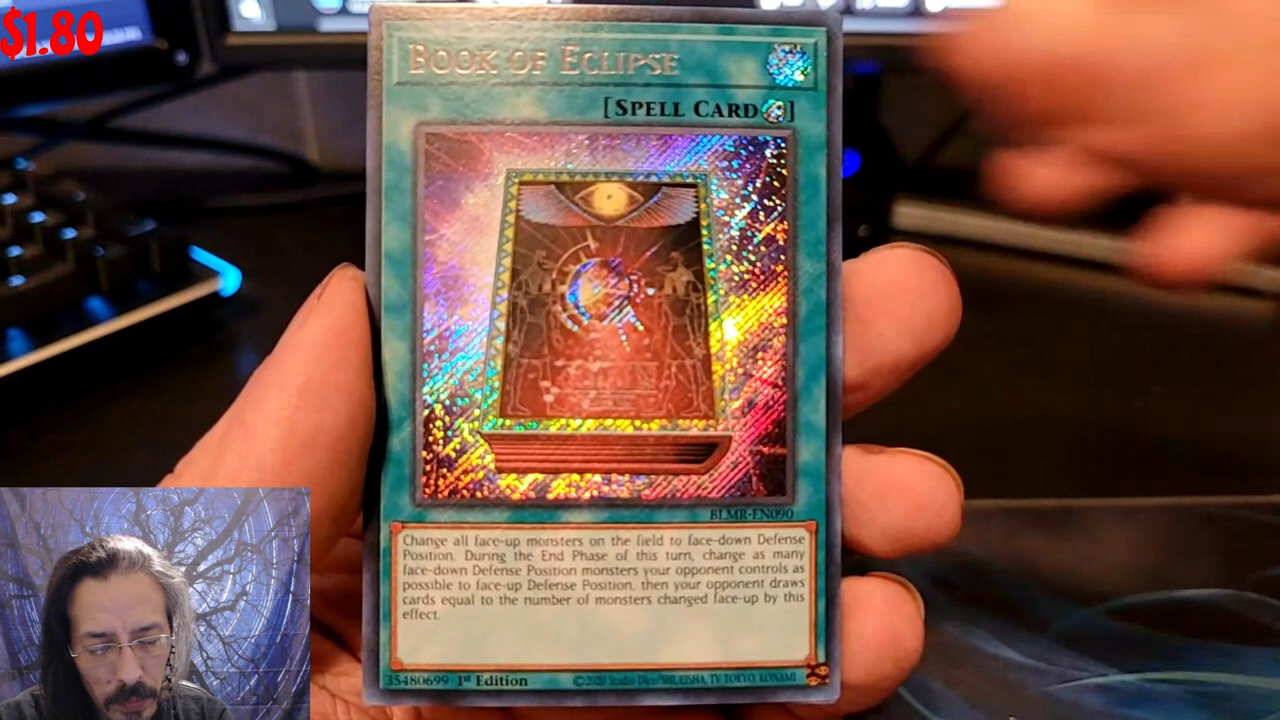 $1.80
BOOK OF ECLIPSE
[SPELL CARD]
BLMR-EN090
Change all face-up monsters on the field to face-down Defense
Position. During the End Phase of this turn, change as many
face-down Defense Position monsters your opponent controls as
possible to face-up Defense Position, then your opponent draws
cards equal to the number of monsters changed face-up by this
effect.
35480699 1st Edition ©2020 Studio Dice/SHUEISHA, TV TOKYO, KONAMI